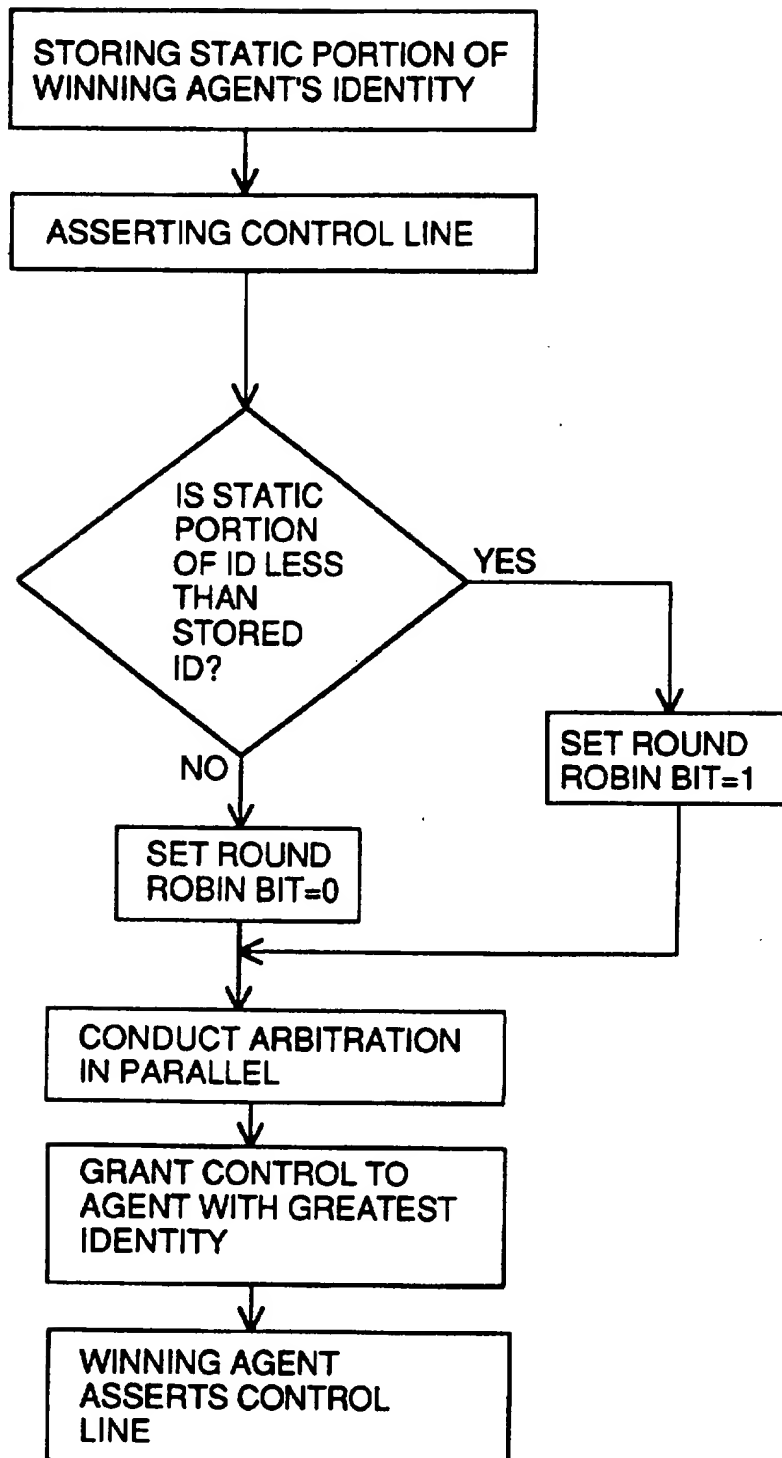 STORING STATIC PORTION OF
WINNING AGENT'S IDENTITY
ASSERTING CONTROL LINE
IS STATIC
PORTION
OF ID LESS
THAN
STORED
ID?
YES
NO
SET ROUND
ROBIN BIT=1
SET ROUND
ROBIN BIT=0
CONDUCT ARBITRATION
IN PARALLEL
GRANT CONTROL TO
AGENT WITH GREATEST
IDENTITY
WINNING AGENT
ASSERTS CONTROL
LINE